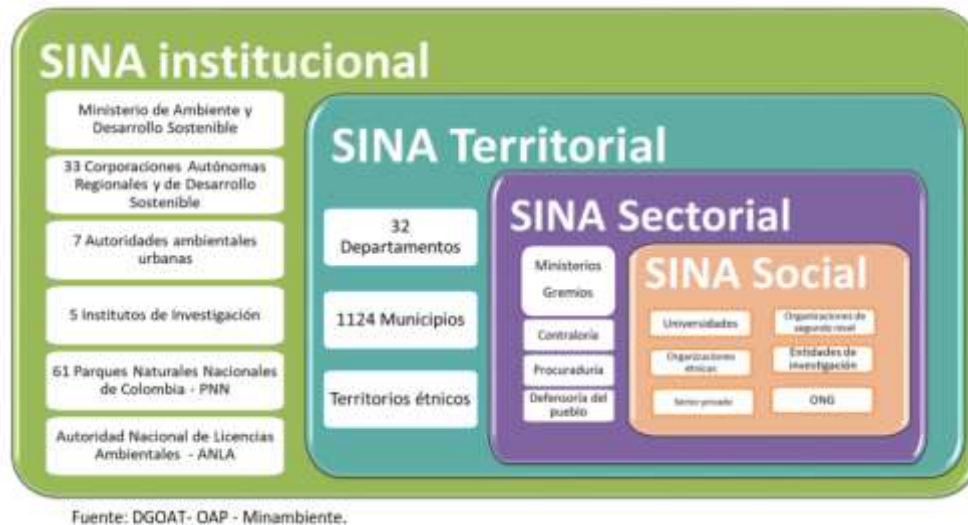 SINA institucional
Ministerio de Ambiente y
Desarrollo Sostenible
33 Corporaciones Autónomas
Regionales y de Desarrollo
Sostenible
7 Autoridades ambientales
urbanas
5 Institutos de Investigación
61 Parques Naturales Nacionales
de Colombia - PNN
Autoridad Nacional de Licencias
Ambientales - ANLA
SINA Territorial
32
Departamentos
1124 Municipios
Territorios étnicos
SINA Sectorial
Ministerios
Gremios
Contraloría
Procuraduría
Defensoría del
pueblo
SINA Social
Universidades
Organizaciones de
segundo nivel
Organizaciones
étnicas
Entidades de
investigación
Sector privado
ONG
Fuente: DGOAT- OAP - Minambiente.